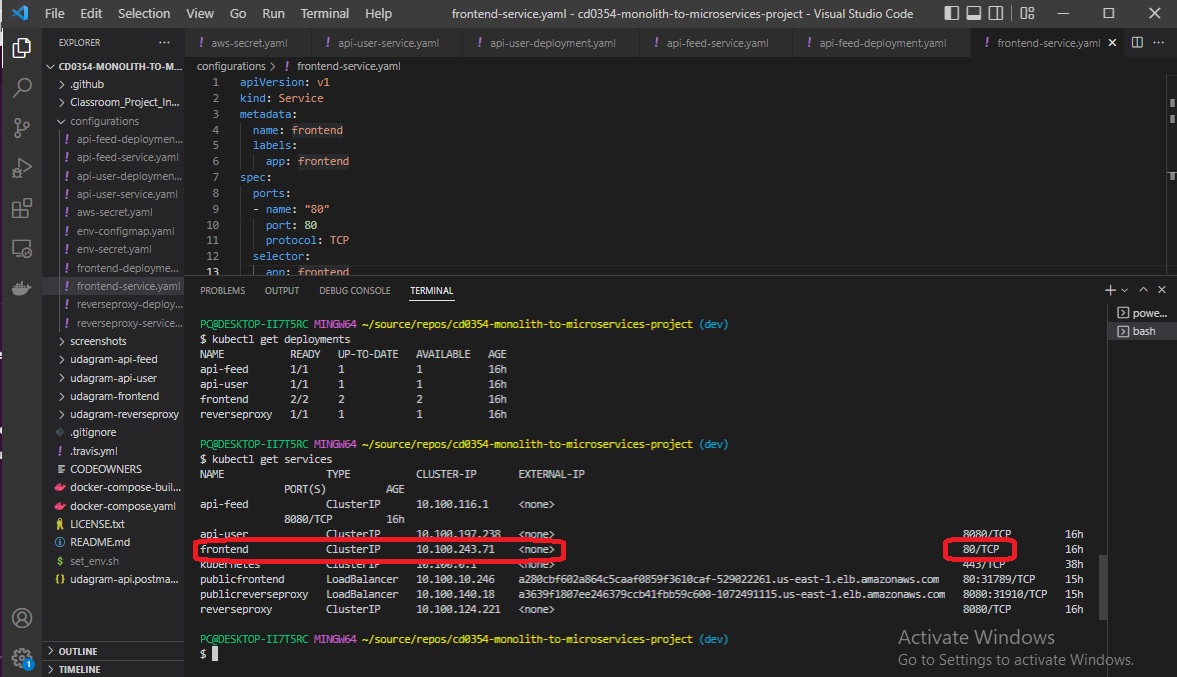 File Edit Selection View Go Run Terminal Help frontend-service.yaml - cd0354-monolith-to-microservices-project - Visual Studio Code
EXPLORER ...
CD0354-MONOLITH-TO-M...
.github
Classroom_Project_In...
configurations
! api-feed-deploymen...
! api-feed-service.yaml
! api-user-deploymen...
! api-user-service.yaml
! aws-secret.yaml
! env-configmap.yaml
! env-secret.yaml
! frontend-deployme...
! frontend-service.yaml
! reverseproxy-deploy...
! reverseproxy-service...
screenshots
udagram-api-feed
udagram-api-user
udagram-frontend
udagram-reverseproxy
.gitignore
! .travis.yml
CODEOWNERS
docker-compose-buil...
docker-compose.yaml
LICENSE.txt
README.md
$ set_env.sh
{} udagram-api.postma...
OUTLINE
TIMELINE
1
! aws-secret.yaml ! api-user-service.yaml ! api-user-deployment.yaml ! api-feed-service.yaml ! api-feed-deployment.yaml ! frontend-service.yaml ...
configurations > ! frontend-service.yaml
1 apiVersion: v1
2 kind: Service
3 metadata:
4 name: frontend
5 labels:
6 app: frontend
7 spec:
8 ports:
9 - name: "80"
10 port: 80
11 protocol: TCP
12 selector:
13 app: frontend
PROBLEMS OUTPUT DEBUG CONSOLE TERMINAL
powe...
bash
PC@DESKTOP-II7T5RC MINGW64 ~/source/repos/cd0354-monolith-to-microservices-project (dev)
$ kubectl get deployments
NAME READY UP-TO-DATE AVAILABLE AGE
api-feed 1/1 1 1 16h
api-user 1/1 1 1 16h
frontend 2/2 2 2 16h
reverseproxy 1/1 1 1 16h
PC@DESKTOP-II7T5RC MINGW64 ~/source/repos/cd0354-monolith-to-microservices-project (dev)
$ kubectl get services
NAME TYPE CLUSTER-IP EXTERNAL-IP
PORT(S) AGE
api-feed ClusterIP 10.100.116.1 <none>
8080/TCP 16h
api-user ClusterIP 10.100.197.238 <none> 8080/TCP 16h
frontend ClusterIP 10.100.243.71 <none> 80/TCP 16h
kubernetes ClusterIP 10.100.0.1 <none> 443/TCP 38h
publicfrontend LoadBalancer 10.100.10.246 a280cbf602a864c5caaf0859f3610caf-529022261.us-east-1.elb.amazonaws.com 80:31789/TCP 15h
publicreverseproxy LoadBalancer 10.100.140.18 a3639f1807ee246379ccb41fbb59c600-1072491115.us-east-1.elb.amazonaws.com 8080:31910/TCP 15h
reverseproxy ClusterIP 10.100.124.221 <none> 8080/TCP 16h
PC@DESKTOP-II7T5RC MINGW64 ~/source/repos/cd0354-monolith-to-microservices-project (dev)
$
Activate Windows
Go to Settings to activate Windows.